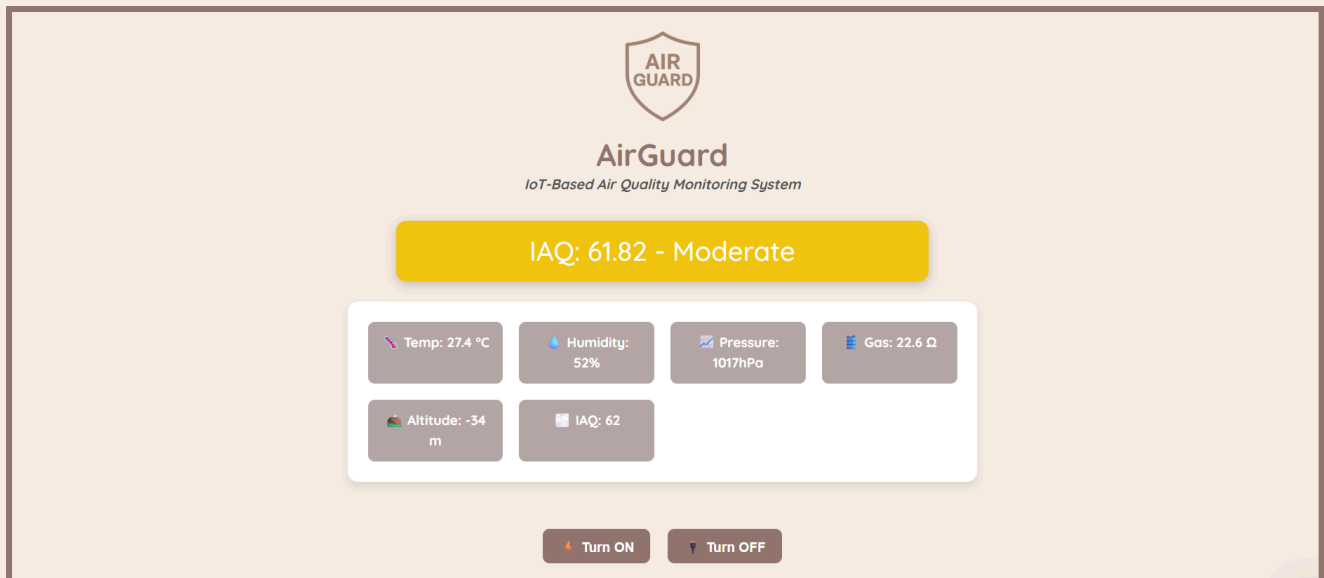 AIR
GUARD
AirGuard
IoT-Based Air Quality Monitoring System
IAQ: 61.82 - Moderate
Temp: 27.4 °C
Humidity:
52%
Pressure:
1017hPa
Gas: 22.6 Ω
Altitude: -34
m
IAQ: 62
Turn ON
Turn OFF